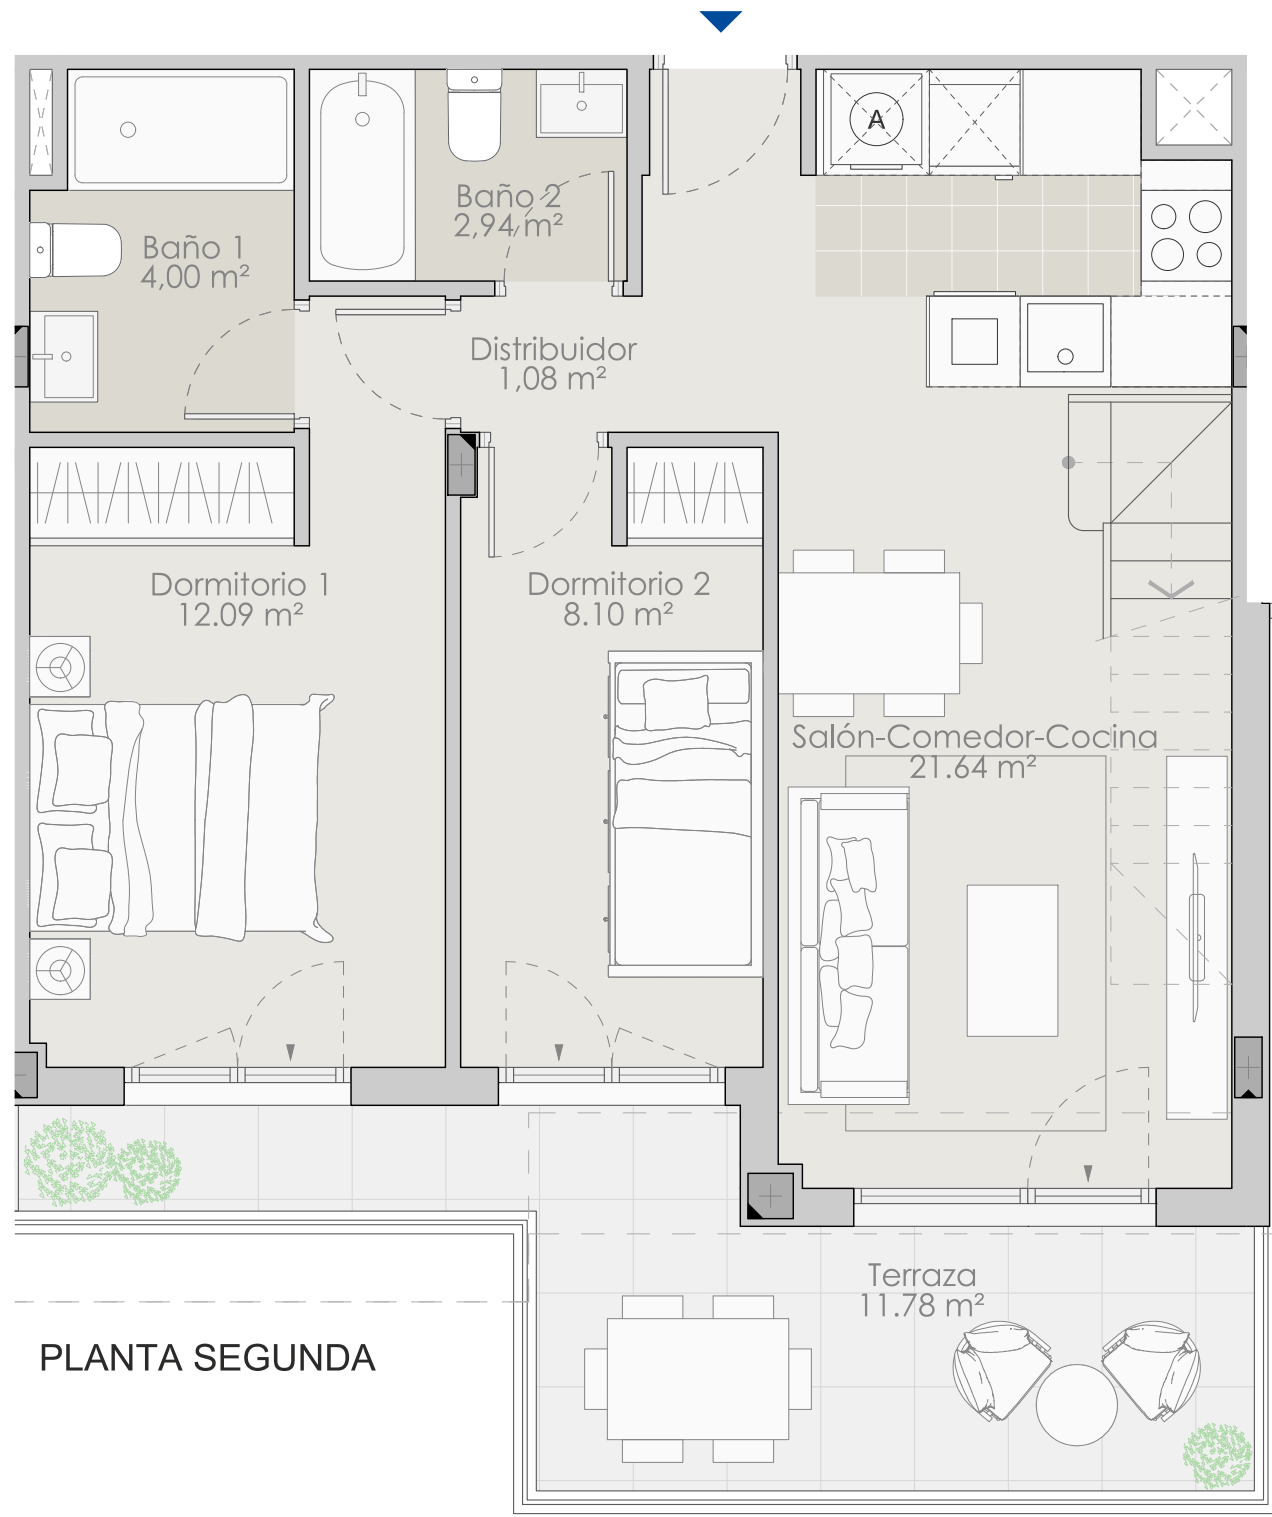 A
Baño 2
2,94 m²
Baño 1
4,00 m²
Distribuidor
1,08 m²
Dormitorio 1
12.09 m²
Dormitorio 2
8.10 m²
Salón-Comedor-Cocina
21.64 m²
Terraza
11.78 m²
PLANTA SEGUNDA